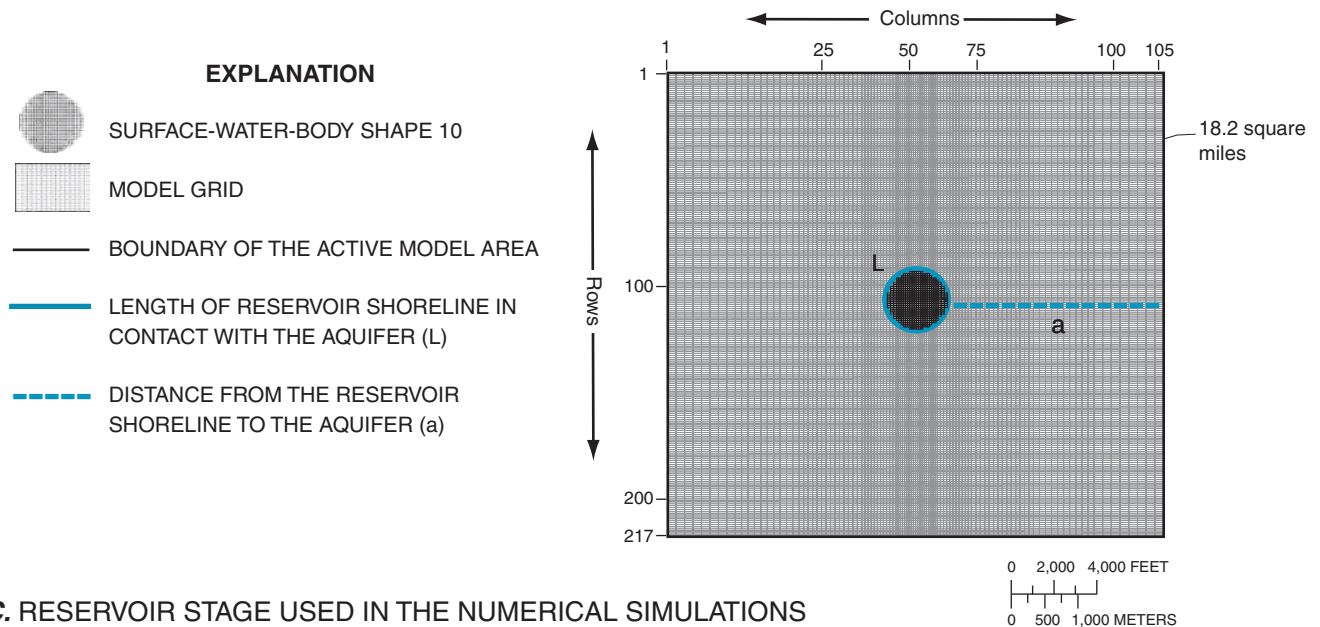 EXPLANATION
SURFACE-WATER-BODY SHAPE 10
MODEL GRID
BOUNDARY OF THE ACTIVE MODEL AREA
LENGTH OF RESERVOIR SHORELINE IN
CONTACT WITH THE AQUIFER (L)
DISTANCE FROM THE RESERVOIR
SHORELINE TO THE AQUIFER (a)
Columns
1 25 50 75 100 105
1
100
200
217
Rows
L
a
18.2 square
miles
0 2,000 4,000 FEET
0 500 1,000 METERS
C. RESERVOIR STAGE USED IN THE NUMERICAL SIMULATIONS